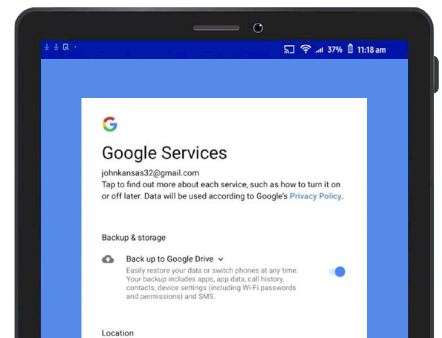 37% 11:18 am
Google Services
johnkansas32@gmail.com
Tap to find out more about each service, such as how to turn it on
or off later. Data will be used according to Google's Privacy Policy.
Backup & storage
Back up to Google Drive
Easily restore your data or switch phones at any time.
Your backup includes apps, app data, call history,
contacts, device settings (including Wi-Fi passwords
and permissions) and SMS.
Location